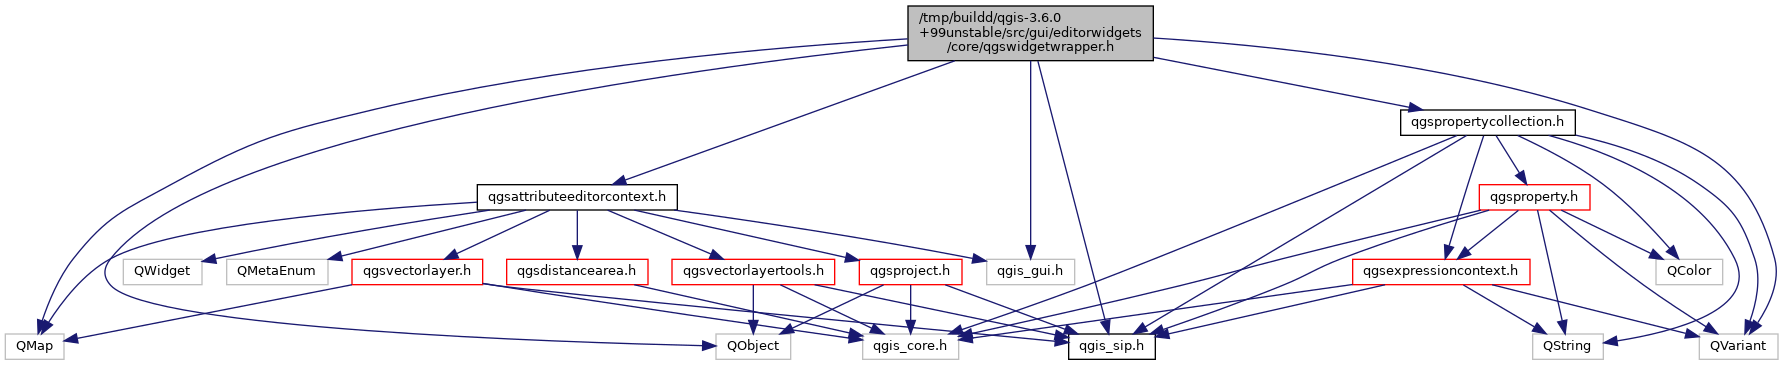 /tmp/buildd/qgis-3.6.0
+99unstable/src/gui/editorwidgets
/core/qgswidgetwrapper.h
qgspropertycollection.h
qgsattributeeditorcontext.h
qgsproperty.h
QWidget
QMetaEnum
qgsvectorlayer.h
qgsdistancearea.h
qgsvectorlayertools.h
qgsproject.h
qgis_gui.h
qgsexpressioncontext.h
QColor
QMap
QObject
qgis_core.h
qgis_sip.h
QString
QVariant